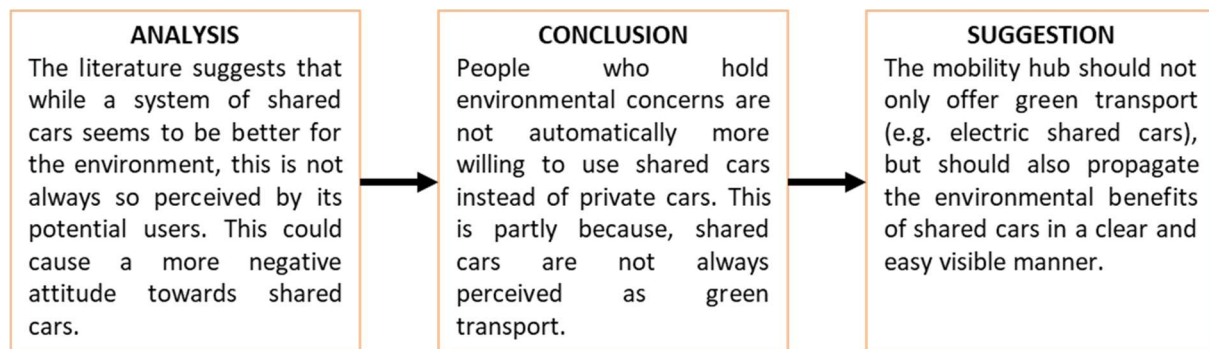 ANALYSIS
The literature suggests that
while a system of shared
cars seems to be better for
the environment, this is not
always so perceived by its
potential users. This could
cause a more negative
attitude towards shared
cars.
CONCLUSION
People who hold
environmental concerns are
not automatically more
willing to use shared cars
instead of private cars. This
is partly because, shared
cars are not always
perceived as green
transport.
SUGGESTION
The mobility hub should not
only offer green transport
(e.g. electric shared cars),
but should also propagate
the environmental benefits
of shared cars in a clear and
easy visible manner.